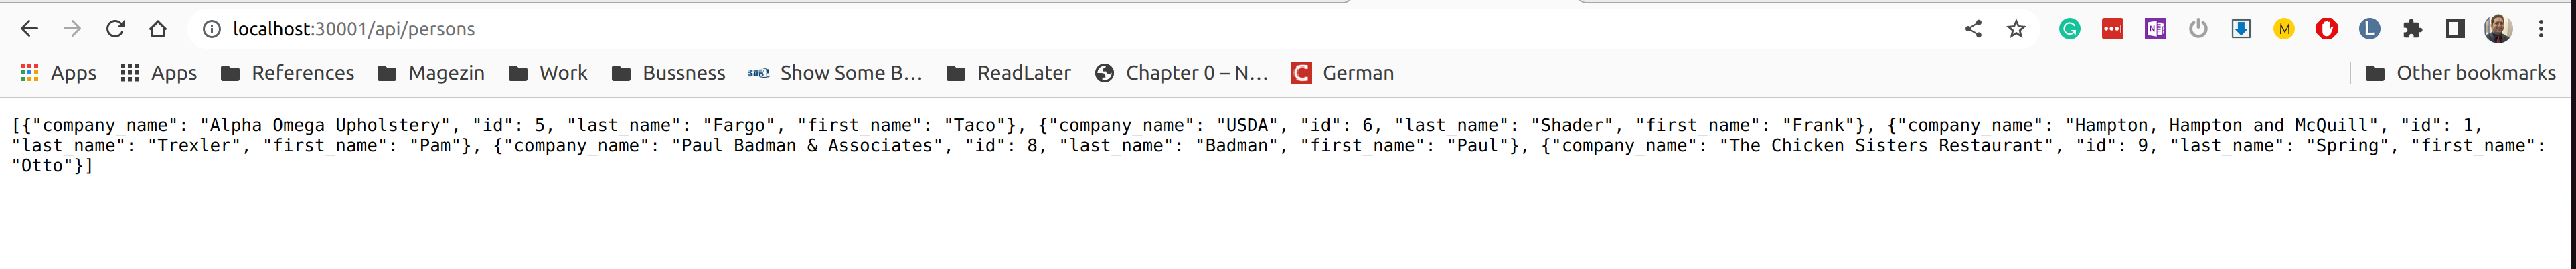 localhost:30001/api/persons
G M L
Apps Apps References Magezin Work Bussness SBK Show Some B... ReadLater Chapter 0 – N... C German Other bookmarks
[{"company_name": "Alpha Omega Upholstery", "id": 5, "last_name": "Fargo", "first_name": "Taco"}, {"company_name": "USDA", "id": 6, "last_name": "Shader", "first_name": "Frank"}, {"company_name": "Hampton, Hampton and McQuill", "id": 1,
"last_name": "Trexler", "first_name": "Pam"}, {"company_name": "Paul Badman & Associates", "id": 8, "last_name": "Badman", "first_name": "Paul"}, {"company_name": "The Chicken Sisters Restaurant", "id": 9, "last_name": "Spring", "first_name":
"Otto"}]